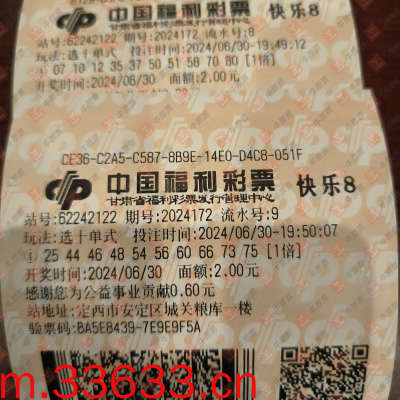 中国福利彩票 快乐8
站号:62242122 期号:2024172 流水号:8
玩法:选十单式 投注时间:2024/06/30-19:49:12
① 07 10 12 35 37 50 51 58 78 80 [1倍]
开奖时间:2024/06/30 面额:2.00元
CE36-C2A5-C587-8B9E-14E0-D4C8-051F
中国福利彩票 快乐8
甘肃省福利彩票发行管理中心
站号:62242122 期号:2024172 流水号:9
玩法:选十单式 投注时间:2024/06/30-19:50:07
① 25 44 46 48 54 56 60 66 73 75 [1倍]
开奖时间:2024/06/30 面额:2.00元
感谢您为公益事业贡献0.60元
站地址:定西市安定区城关粮库一楼
验票码:BA5E8439-7E9E9F5A
m.33633.cn